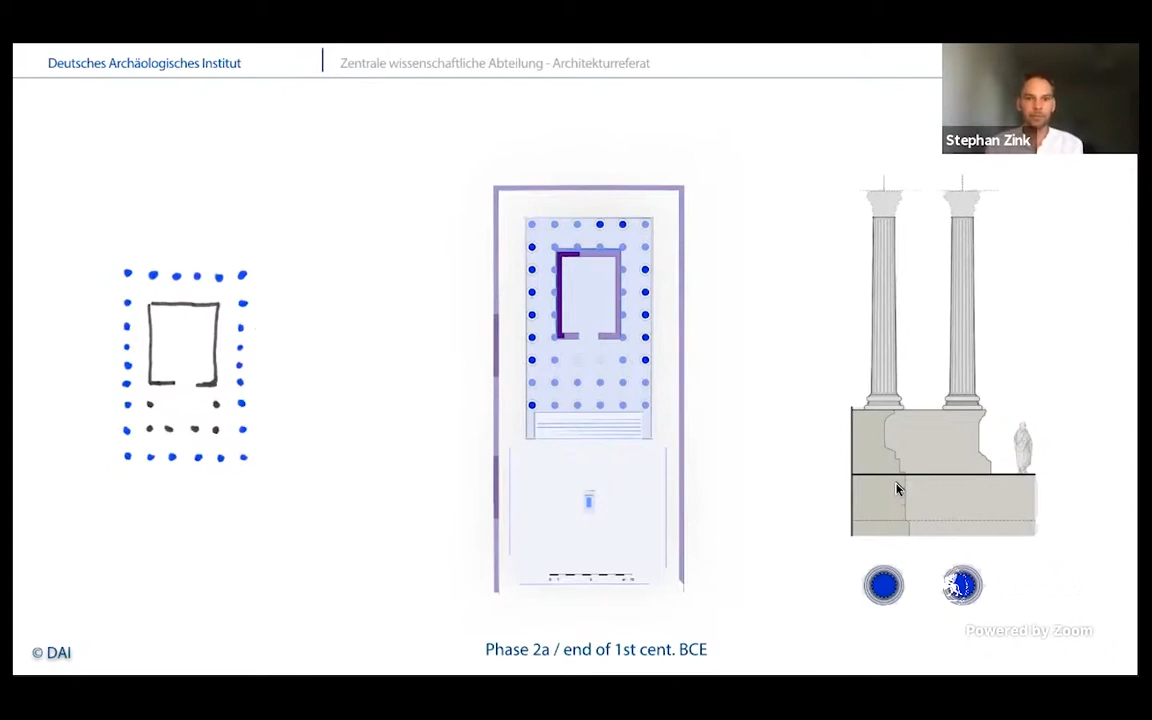 Deutsches Archäologisches Institut
Zentrale wissenschaftliche Abteilung - Architekturreferat
Stephan Zink
Powered by Zoom
© DAI
Phase 2a / end of 1st cent. BCE